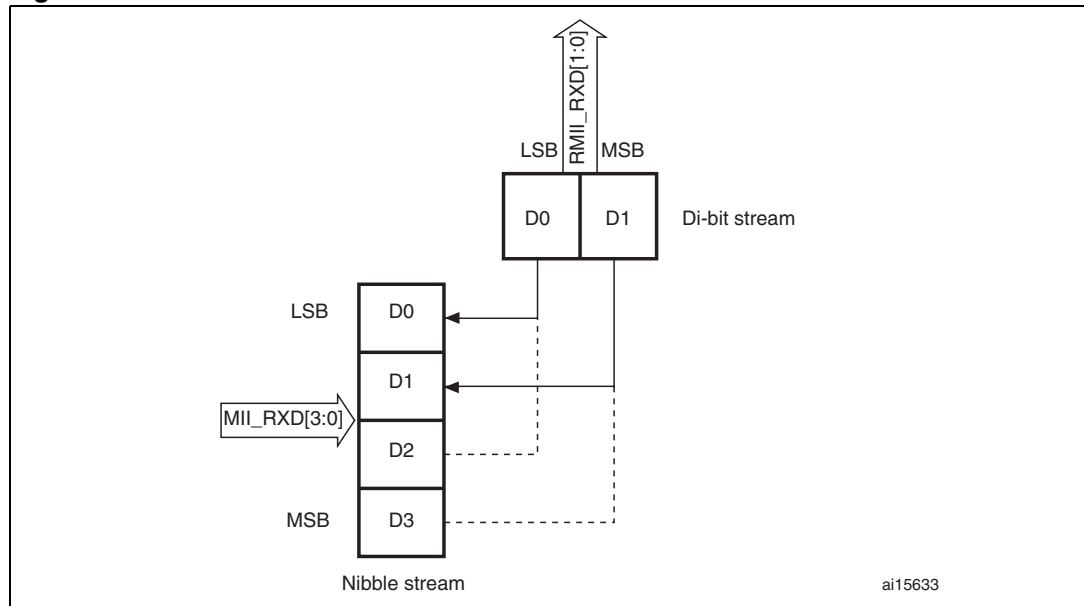 RMII_RXD[1:0]
LSB MSB
D0 D1 Di-bit stream
LSB D0
D1
MII_RXD[3:0]
D2
MSB D3
Nibble stream
ai15633